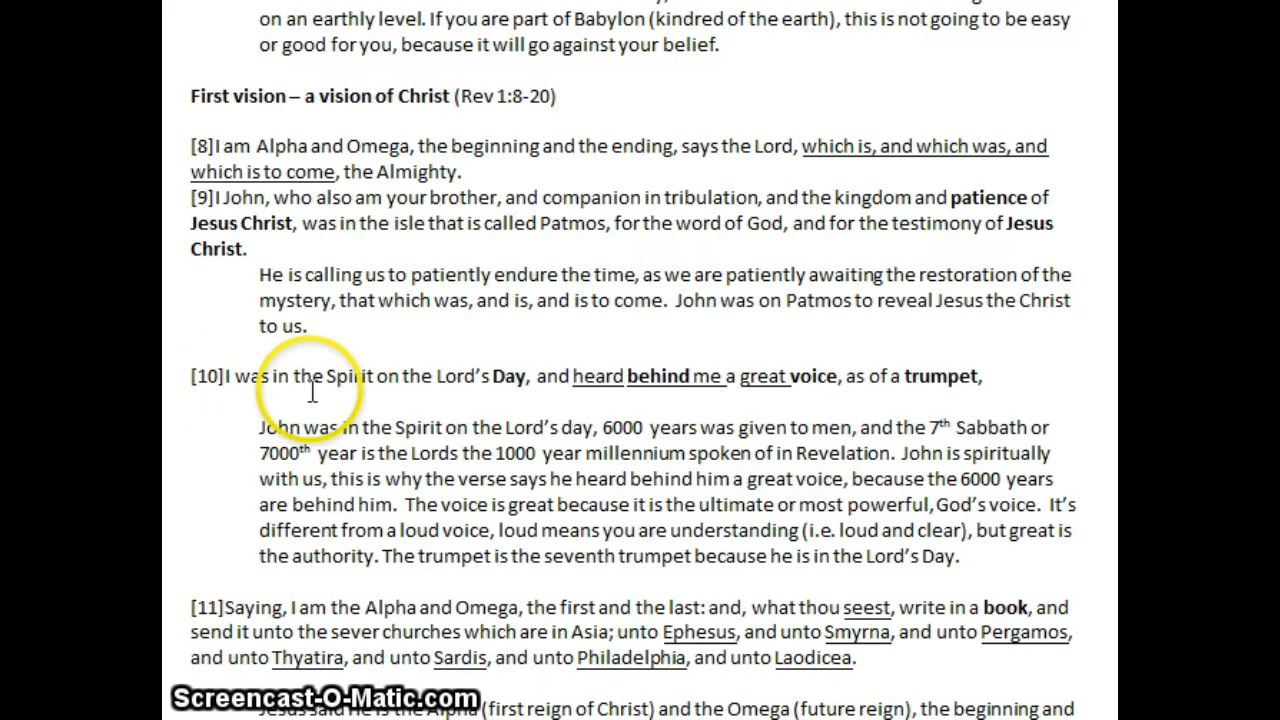 on an earthly level. If you are part of Babylon (kindred of the earth), this is not going to be easy
or good for you, because it will go against your belief.
First vision – a vision of Christ (Rev 1:8-20)
[8]I am Alpha and Omega, the beginning and the ending, says the Lord, which is, and which was, and
which is to come, the Almighty.
[9]I John, who also am your brother, and companion in tribulation, and the kingdom and patience of
Jesus Christ, was in the isle that is called Patmos, for the word of God, and for the testimony of Jesus
Christ.
He is calling us to patiently endure the time, as we are patiently awaiting the restoration of the
mystery, that which was, and is, and is to come.  John was on Patmos to reveal Jesus the Christ
to us.
[10]I was in the Spirit on the Lord's Day, and heard behind me a great voice, as of a trumpet,
John was in the Spirit on the Lord's day, 6000 years was given to men, and the 7th Sabbath or
7000th year is the Lords the 1000 year millennium spoken of in Revelation.  John is spiritually
with us, this is why the verse says he heard behind him a great voice, because the 6000 years
are behind him.  The voice is great because it is the ultimate or most powerful, God's voice.  It's
different from a loud voice, loud means you are understanding (i.e. loud and clear), but great is
the authority. The trumpet is the seventh trumpet because he is in the Lord's Day.
[11]Saying, I am the Alpha and Omega, the first and the last: and, what thou seest, write in a book, and
send it unto the sever churches which are in Asia; unto Ephesus, and unto Smyrna, and unto Pergamos,
and unto Thyatira, and unto Sardis, and unto Philadelphia, and unto Laodicea.
Screencast-O-Matic.com
(first reign of Christ) and the Omega (future reign), the beginning and